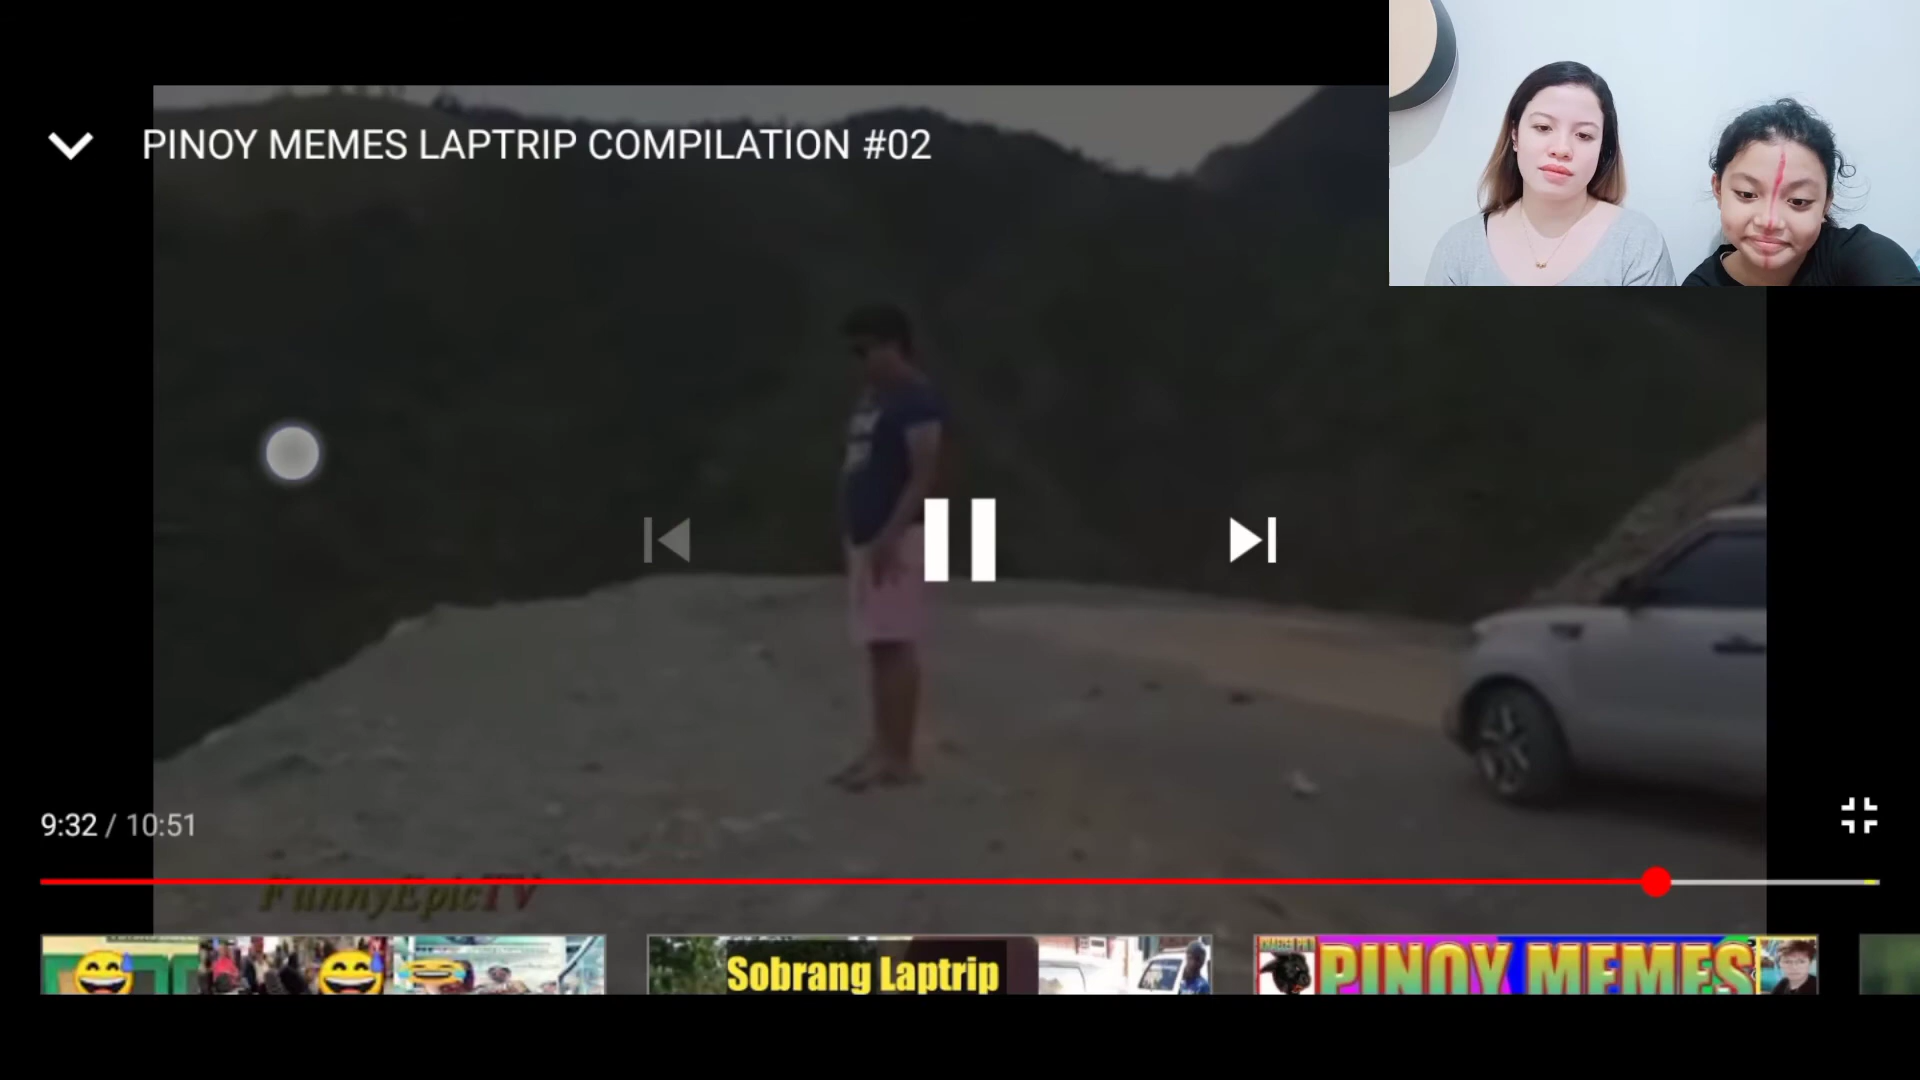 PINOY MEMES LAPTRIP COMPILATION #02
9:32 / 10:51
FunnyEpicTV
Sobrang Laptrip
PINOY MEMES